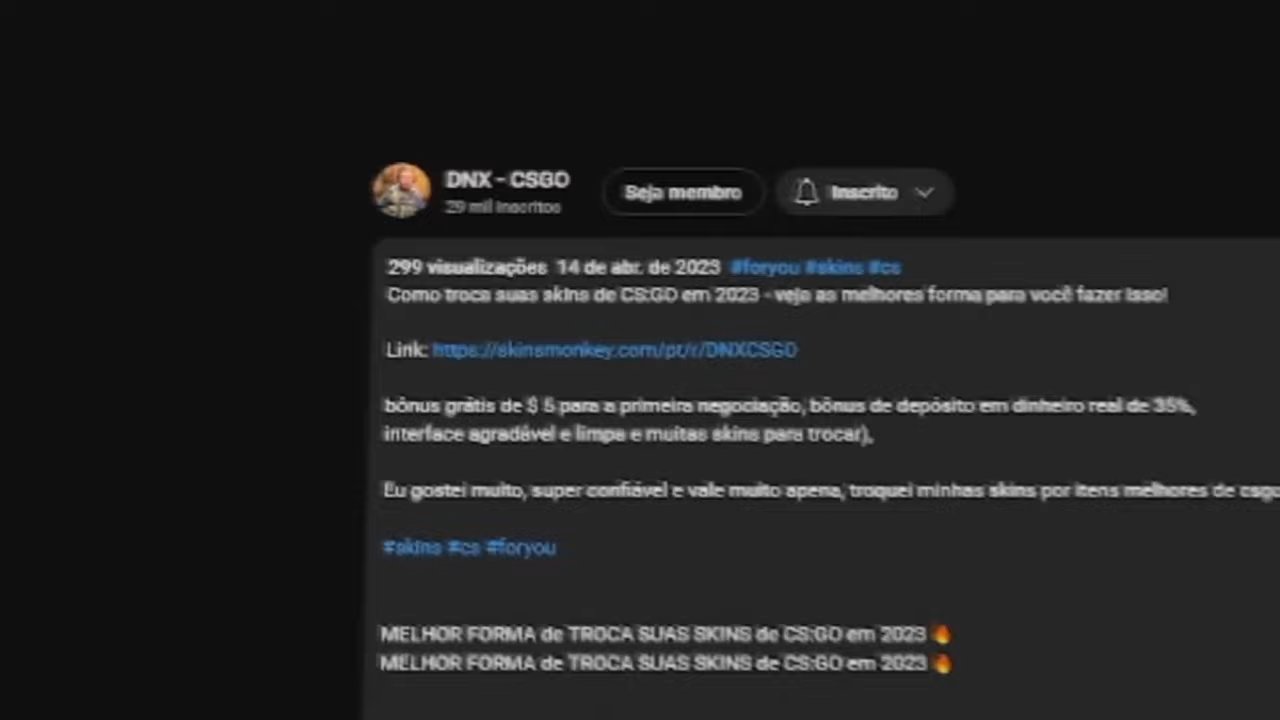 DNX - CSGO
29 mil inscritos
Seja membro
Inscrito
299 visualizações 14 de abr. de 2023 #foryou #skins #cs
Como troca suas skins de CS:GO em 2023 - veja as melhores forma para você fazer isso!
Link: https://skinsmonkey.com/pt/r/DNXCSGO
bônus grátis de $ 5 para a primeira negociação, bônus de depósito em dinheiro real de 35%,
interface agradável e limpa e muitas skins para trocar),
Eu gostei muito, super confiável e vale muito apena, troquei minhas skins por itens melhores de csgo
#skins #cs #foryou
MELHOR FORMA de TROCA SUAS SKINS de CS:GO em 2023 🔥
MELHOR FORMA de TROCA SUAS SKINS de CS:GO em 2023 🔥